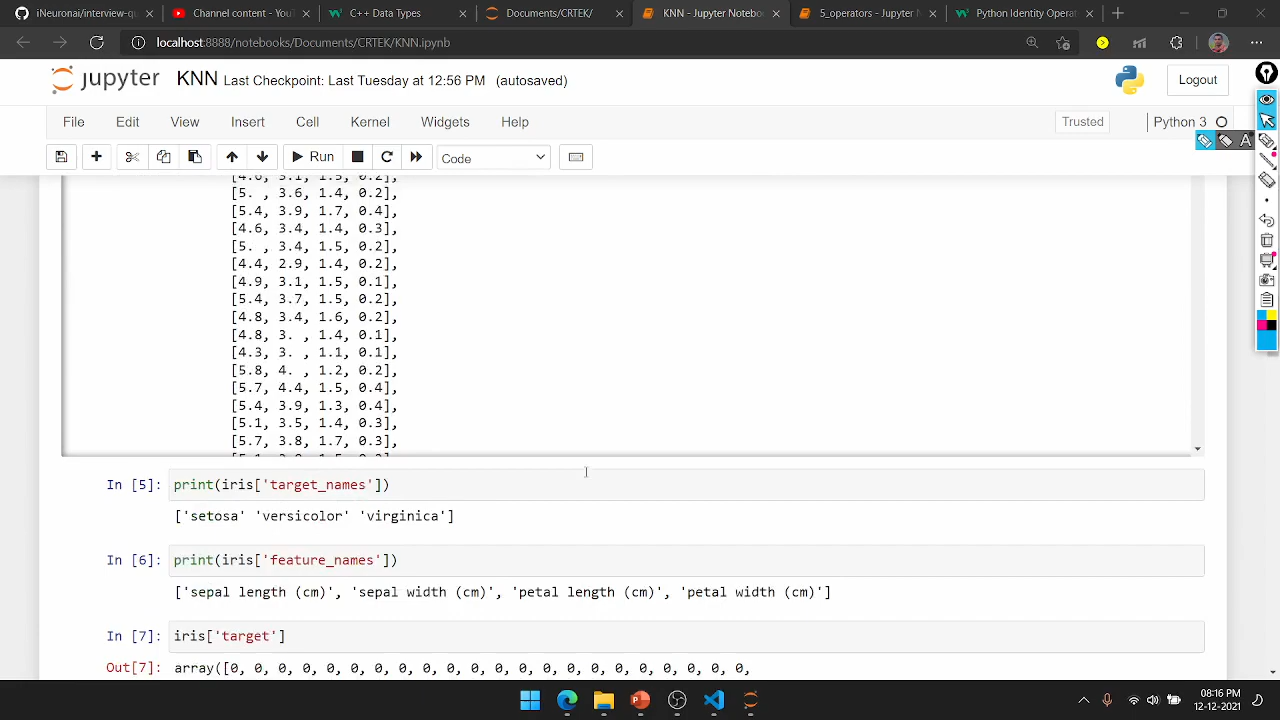 iNeuronai/interview-qu
Channel content - YouT
C++ Data Types
Documents/CRTEK/
KNN - Jupyter Notebo
5_operators - Jupyter N
Python Identity Operat
localhost:8888/notebooks/Documents/CRTEK/KNN.ipynb
jupyter KNN Last Checkpoint: Last Tuesday at 12:56 PM (autosaved)
Logout
File Edit View Insert Cell Kernel Widgets Help
Trusted
Python 3
Run
Code
A
[4.6, 3.1, 1.5, 0.2],
[5. , 3.6, 1.4, 0.2],
[5.4, 3.9, 1.7, 0.4],
[4.6, 3.4, 1.4, 0.3],
[5. , 3.4, 1.5, 0.2],
[4.4, 2.9, 1.4, 0.2],
[4.9, 3.1, 1.5, 0.1],
[5.4, 3.7, 1.5, 0.2],
[4.8, 3.4, 1.6, 0.2],
[4.8, 3. , 1.4, 0.1],
[4.3, 3. , 1.1, 0.1],
[5.8, 4. , 1.2, 0.2],
[5.7, 4.4, 1.5, 0.4],
[5.4, 3.9, 1.3, 0.4],
[5.1, 3.5, 1.4, 0.3],
[5.7, 3.8, 1.7, 0.3],
In [5]: print(iris['target_names'])
['setosa' 'versicolor' 'virginica']
In [6]: print(iris['feature_names'])
['sepal length (cm)', 'sepal width (cm)', 'petal length (cm)', 'petal width (cm)']
In [7]: iris['target']
Out[7]: array([0, 0, 0, 0, 0, 0, 0, 0, 0, 0, 0, 0, 0, 0, 0, 0, 0, 0, 0, 0, 0, 0,
08:16 PM
12-12-2021